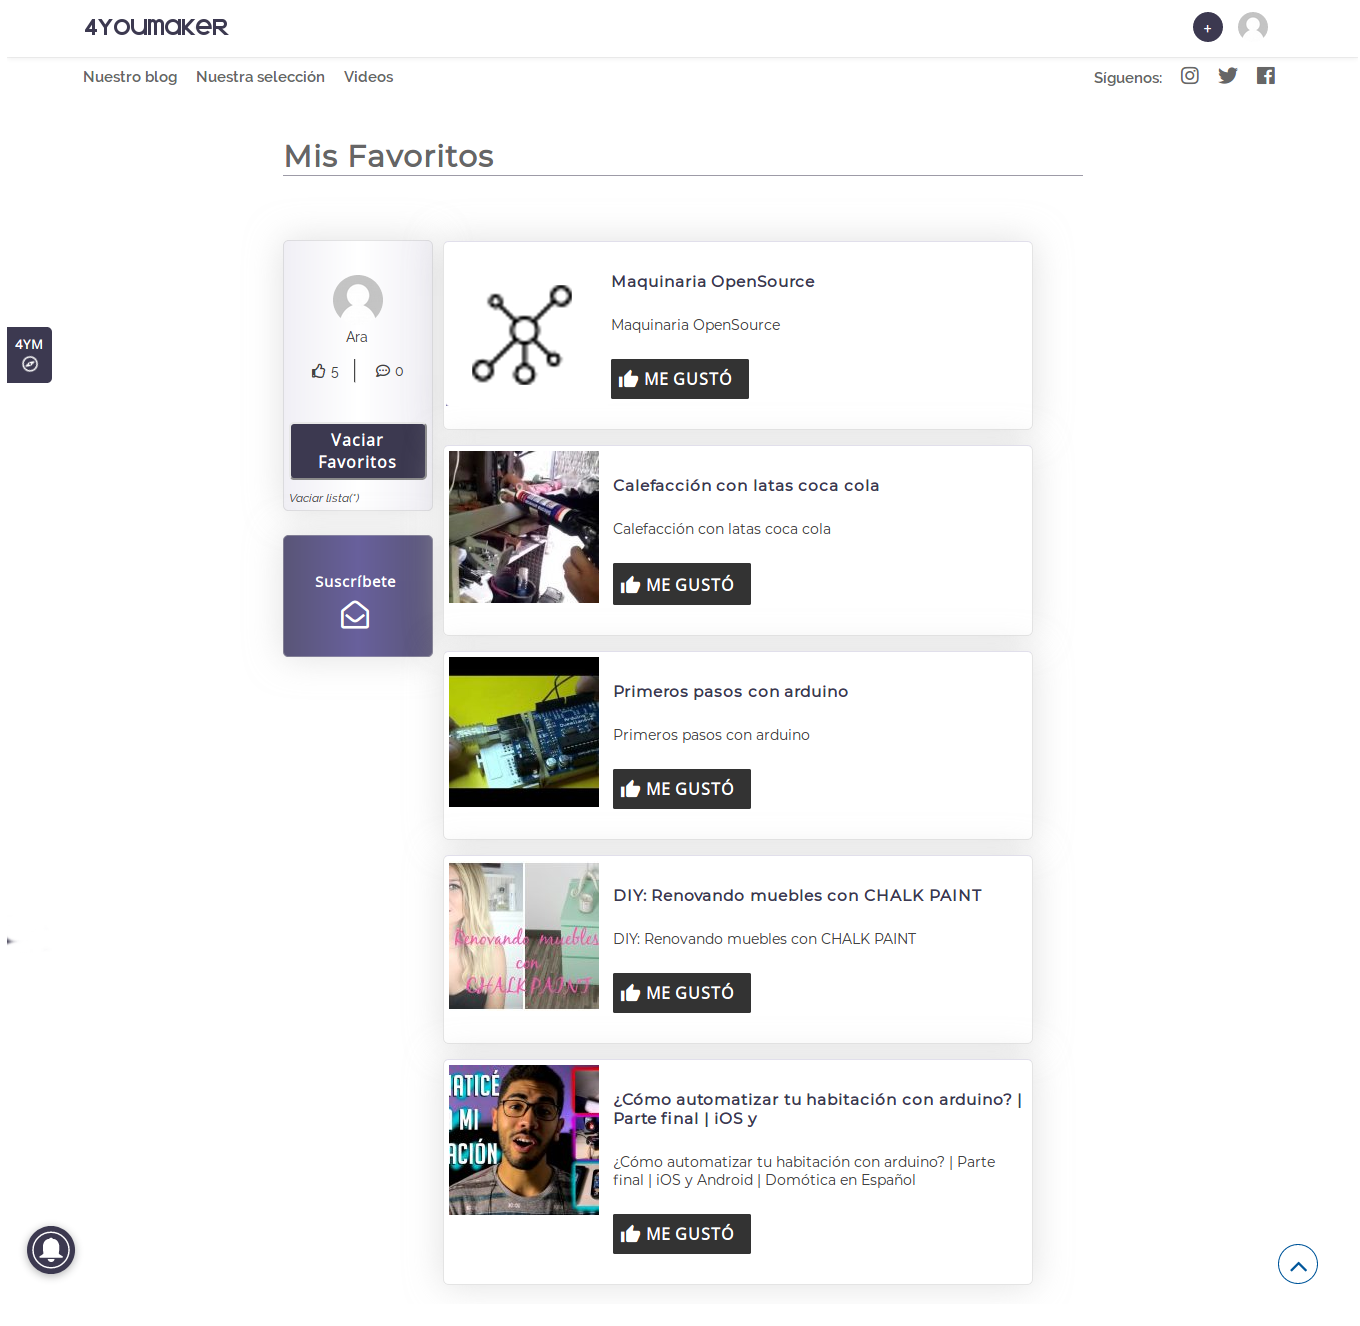 4YOUMAKER
+
Nuestro blog Nuestra selección Videos
Síguenos:
Mis Favoritos
Ara
5 0
Vaciar
Favoritos
Vaciar lista(*)
Suscríbete
4YM
Maquinaria OpenSource
Maquinaria OpenSource
ME GUSTÓ
Calefacción con latas coca cola
Calefacción con latas coca cola
ME GUSTÓ
Primeros pasos con arduino
Primeros pasos con arduino
ME GUSTÓ
Renovando muebles
con
CHALK PAINT
DIY: Renovando muebles con CHALK PAINT
DIY: Renovando muebles con CHALK PAINT
ME GUSTÓ
MATICÉ
MI
ACIÓN
¿Cómo automatizar tu habitación con arduino? |
Parte final | iOS y
¿Cómo automatizar tu habitación con arduino? | Parte
final | iOS y Android | Domótica en Español
ME GUSTÓ